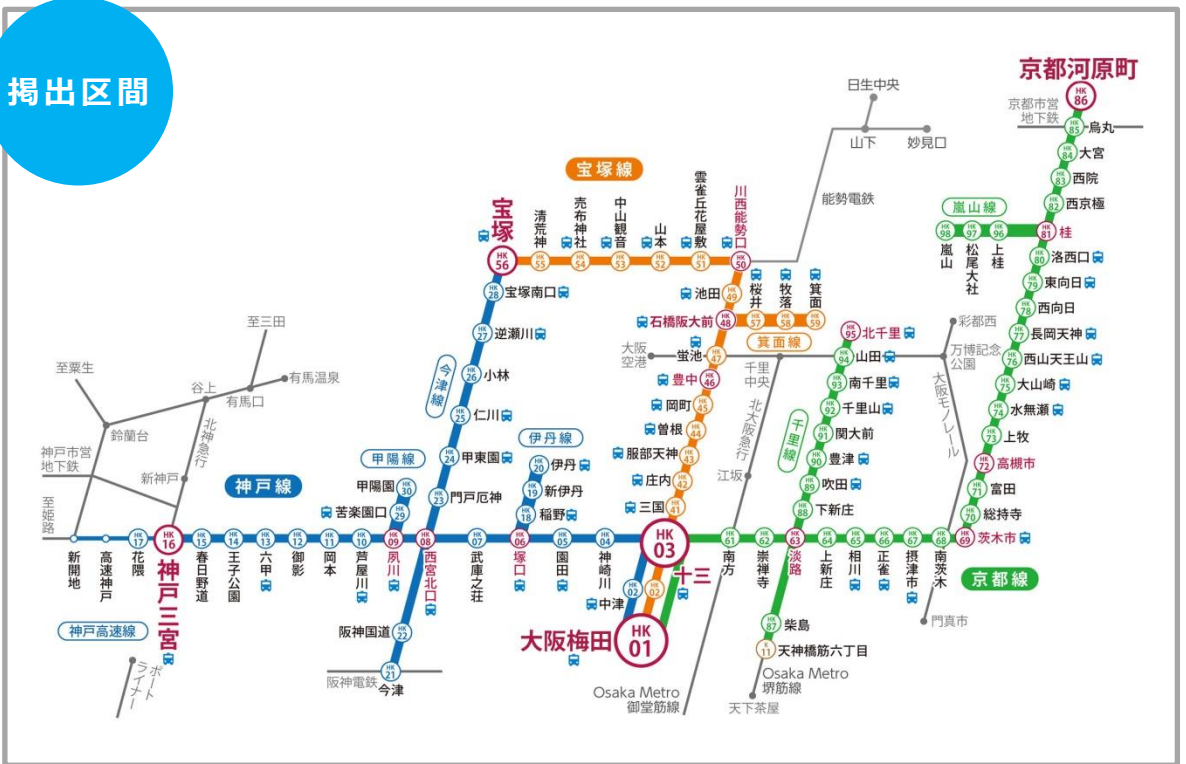 掲出区間
京都河原町
HK
86
京都市営
地下鉄
HK
85
烏丸
HK
84
大宮
HK
83
西院
HK
82
西京極
嵐山線
HK
98
HK
97
HK
96
HK
81
桂
嵐山
松尾大社
上桂
HK
80
洛西口
HK
79
東向日
HK
78
西向日
HK
77
長岡天神
HK
76
西山天王山
HK
75
大山崎
HK
74
水無瀬
HK
73
上牧
HK
72
高槻市
HK
71
富田
HK
70
総持寺
HK
69
茨木市
京都線
日生中央
山下
妙見口
能勢電鉄
宝塚線
宝塚
清荒神
売布神社
中山観音
山本
雲雀丘花屋敷
川西能勢口
HK
56
HK
55
HK
54
HK
53
HK
52
HK
51
HK
50
池田
HK
49
桜井
牧落
箕面
石橋阪大前
HK
48
HK
57
HK
58
HK
59
箕面線
大阪
空港
蛍池
HK
47
豊中
HK
46
岡町
HK
45
曽根
HK
44
服部天神
HK
43
庄内
HK
42
三国
HK
41
千里
中央
北大阪急行
江坂
HK
95
北千里
HK
94
山田
HK
93
南千里
HK
92
千里山
HK
91
関大前
HK
90
豊津
HK
89
吹田
HK
88
下新庄
千里線
彩都西
万博記念
公園
大阪モノレール
門真市
HK
28
宝塚南口
HK
27
逆瀬川
HK
26
小林
HK
25
仁川
HK
24
甲東園
HK
23
門戸厄神
今津線
伊丹線
HK
20
伊丹
HK
19
新伊丹
HK
18
稲野
甲陽線
甲陽園
HK
30
苦楽園口
HK
29
至三田
至粟生
谷上
有馬口
有馬温泉
鈴蘭台
北神急行
神戸市営
地下鉄
新神戸
至姫路
神戸線
HK
17
HK
16
HK
15
HK
14
HK
13
HK
12
HK
11
HK
10
HK
09
HK
08
HK
07
HK
06
HK
05
HK
04
HK
03
HK
61
HK
62
HK
63
HK
64
HK
65
HK
66
HK
67
HK
68
新開地
高速神戸
花隈
神戸三宮
春日野道
王子公園
六甲
御影
岡本
芦屋川
夙川
西宮北口
武庫之荘
塚口
園田
神崎川
十三
南方
崇禅寺
淡路
上新庄
相川
正雀
摂津市
南茨木
神戸高速線
ポートライナー
HK
22
阪神国道
HK
21
今津
阪神電鉄
中津
HK
02
HK
02
大阪梅田
HK
01
Osaka Metro
御堂筋線
HK
87
柴島
K
11
天神橋筋六丁目
Osaka Metro
堺筋線
天下茶屋